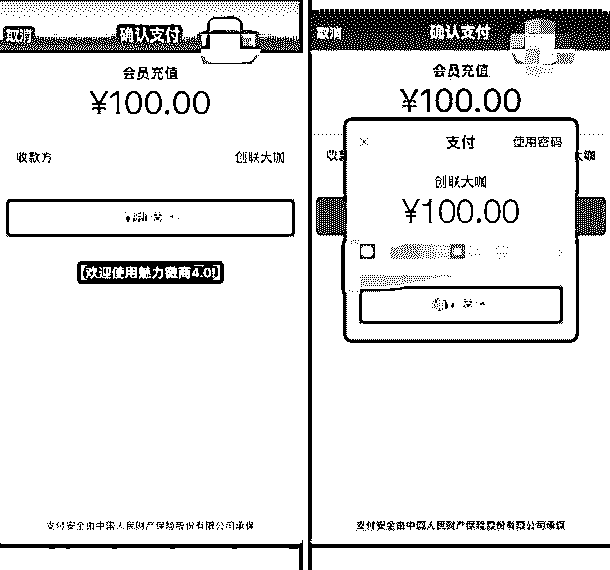 取消 确认支付
会员充值
¥100.00
收款方 创联大咖
【欢迎使用魅力微商4.0!】
支付安全由中国人民财产保险股份有限公司承保
取消 确认支付
会员充值
¥100.00
× 支付 使用密码
创联大咖
¥100.00
支付安全由中国人民财产保险股份有限公司承保